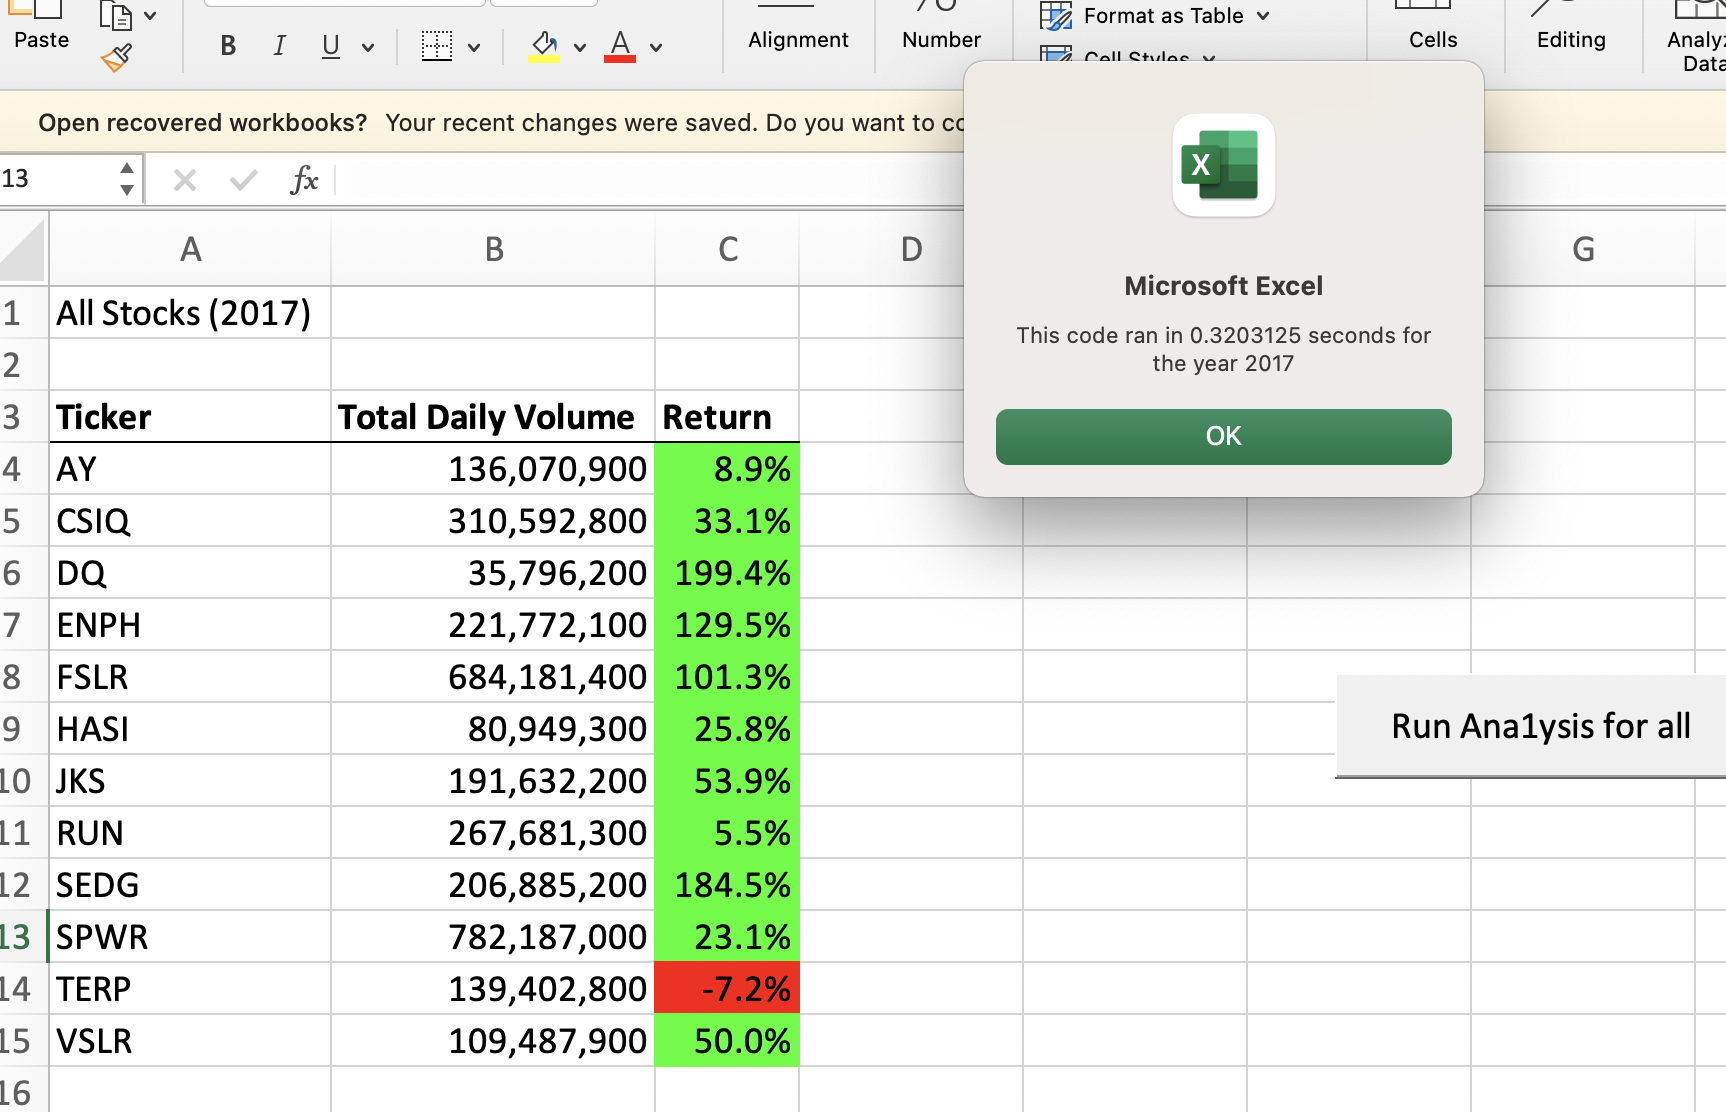 Paste
B I U A
Alignment
Number
Format as Table
Cell Styles
Cells
Editing
Data
Open recovered workbooks? Your recent changes were saved. Do you want to
13
fx
A B C D G
1 All Stocks (2017)
2
3 Ticker Total Daily Volume Return
4 AY 136,070,900 8.9%
5 CSIQ 310,592,800 33.1%
6 DQ 35,796,200 199.4%
7 ENPH 221,772,100 129.5%
8 FSLR 684,181,400 101.3%
9 HASI 80,949,300 25.8%
10 JKS 191,632,200 53.9%
11 RUN 267,681,300 5.5%
12 SEDG 206,885,200 184.5%
13 SPWR 782,187,000 23.1%
14 TERP 139,402,800 -7.2%
15 VSLR 109,487,900 50.0%
16
X
Microsoft Excel
This code ran in 0.3203125 seconds for
the year 2017
OK
Run Ana1ysis for all